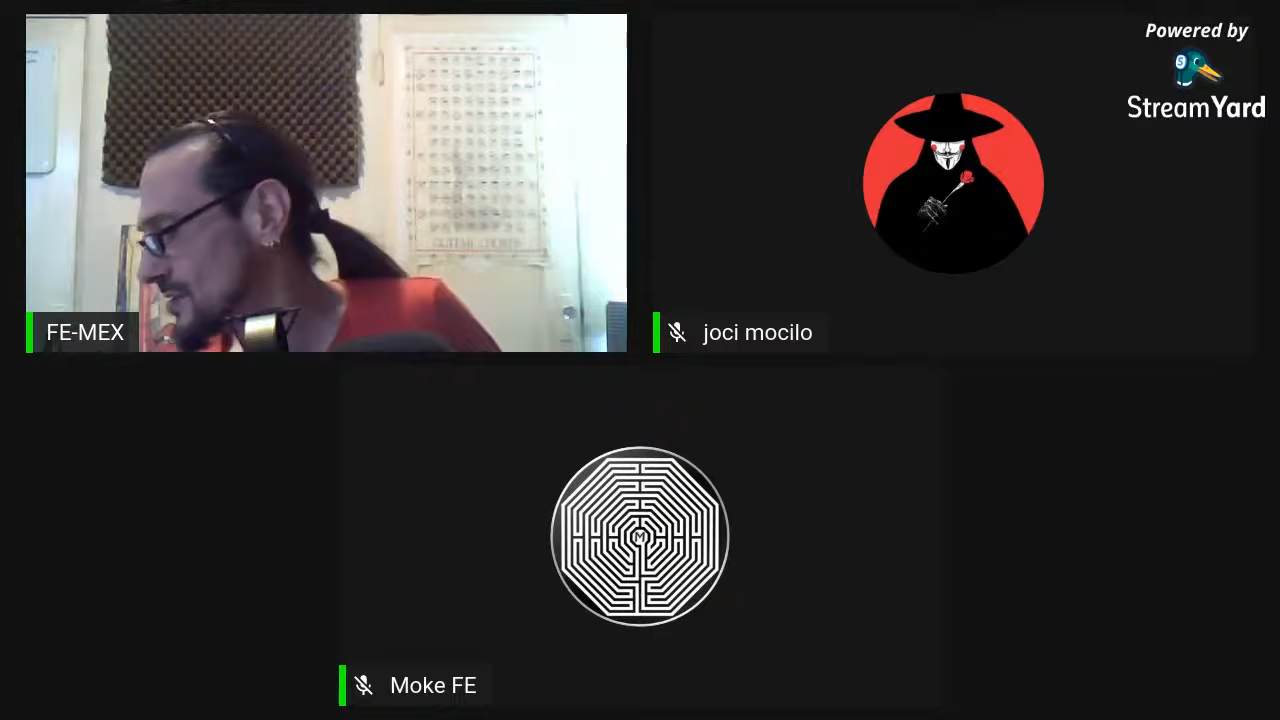 Powered by
StreamYard
GUITAR CHORDS
FE-MEX
joci mocilo
M
Moke FE